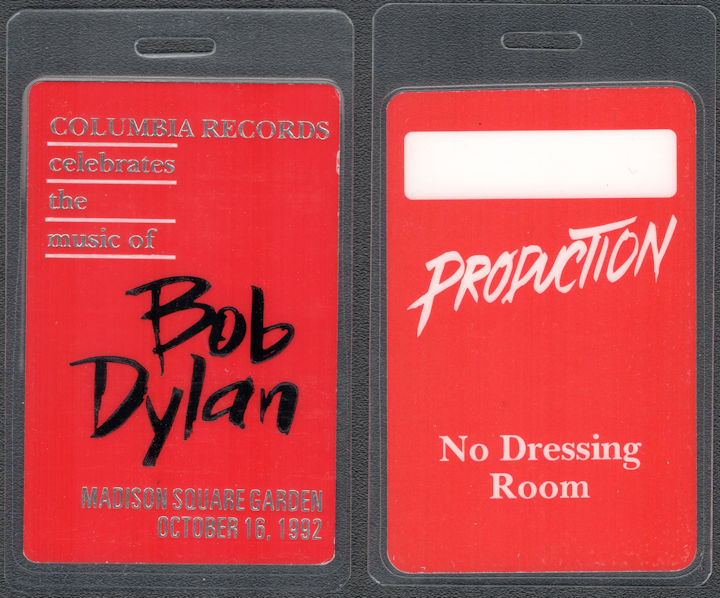 COLUMBIA RECORDS
celebrates
the
music of
Bob
Dylan
MADISON SQUARE GARDEN
OCTOBER 16, 1992
PRODUCTION
No Dressing
Room